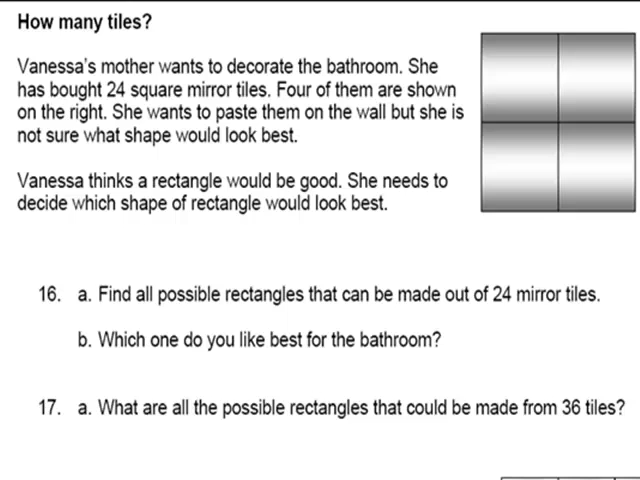 How many tiles?
Vanessa's mother wants to decorate the bathroom. She
has bought 24 square mirror tiles. Four of them are shown
on the right. She wants to paste them on the wall but she is
not sure what shape would look best.
Vanessa thinks a rectangle would be good. She needs to
decide which shape of rectangle would look best.
16. a. Find all possible rectangles that can be made out of 24 mirror tiles.
b. Which one do you like best for the bathroom?
17. a. What are all the possible rectangles that could be made from 36 tiles?